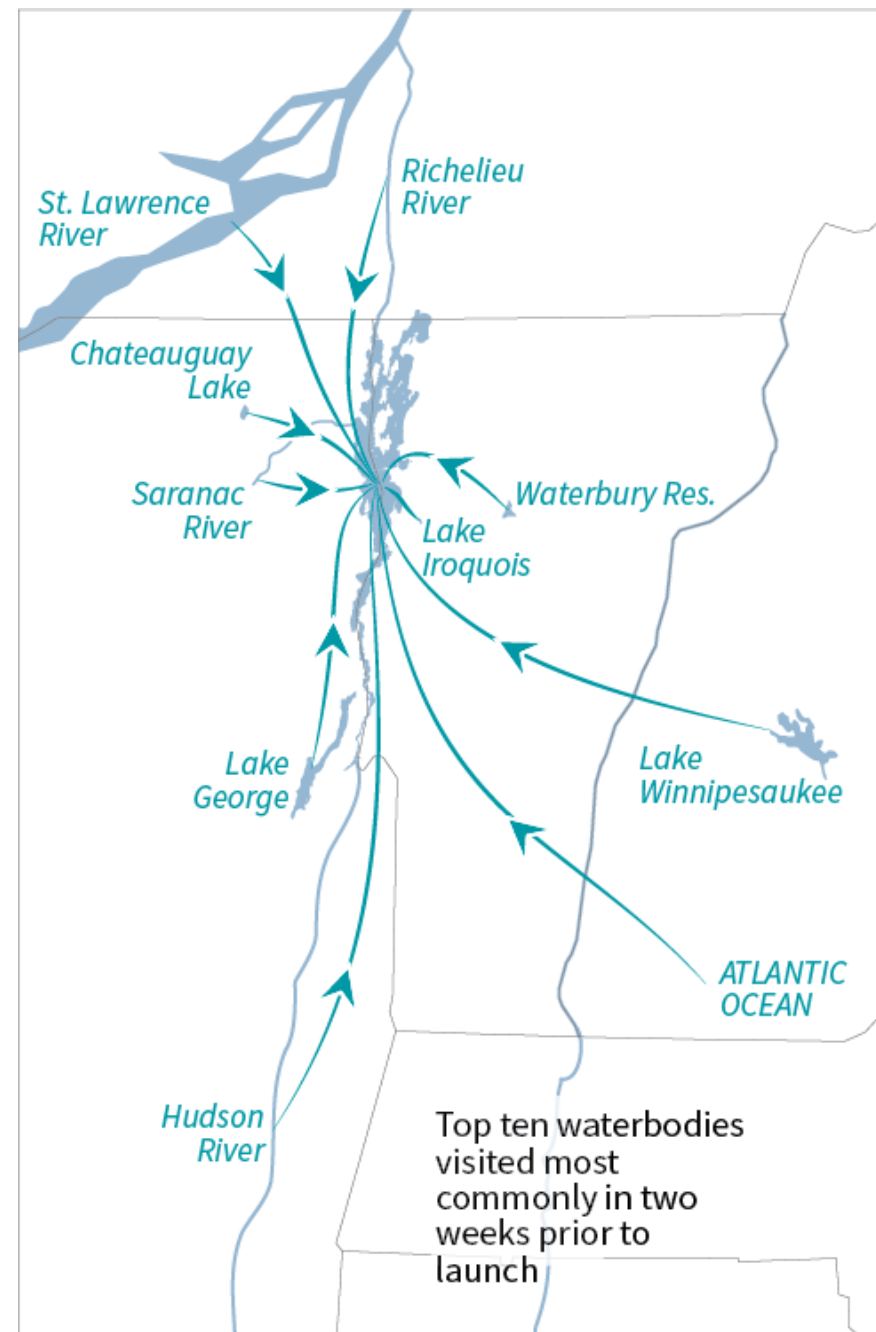 St. Lawrence
River
Richelieu
River
Chateauguay
Lake
Saranac
River
Waterbury Res.
Lake
Iroquois
Lake
George
Lake
Winnipesaukee
ATLANTIC
OCEAN
Hudson
River
Top ten waterbodies
visited most
commonly in two
weeks prior to
launch